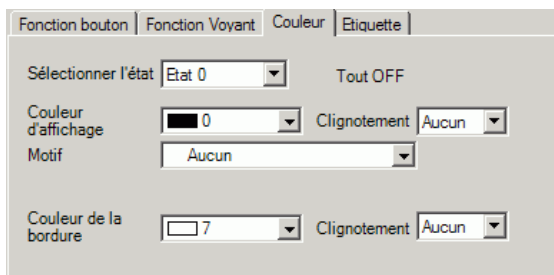 Fonction bouton Fonction Voyant Couleur Etiquette
Sélectionner l'état Etat 0 Tout OFF
Couleur
d'affichage 0 Clignotement Aucun
Motif Aucun
Couleur de la
bordure 7 Clignotement Aucun